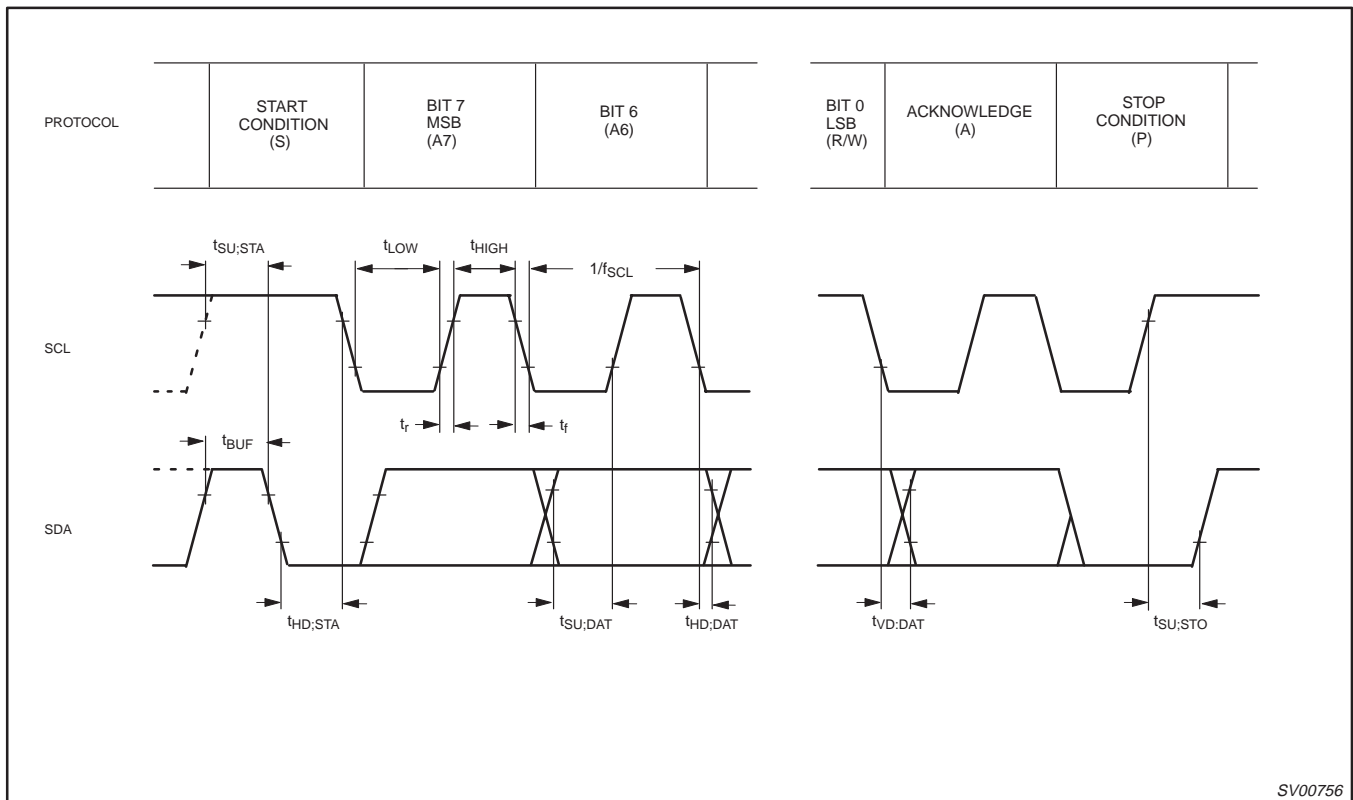 PROTOCOL
START
CONDITION
(S)
BIT 7
MSB
(A7)
BIT 6
(A6)
BIT 0
LSB
(R/W)
ACKNOWLEDGE
(A)
STOP
CONDITION
(P)
tSU;STA
tLOW
tHIGH
1/fSCL
SCL
tr
tf
tBUF
SDA
tHD;STA
tSU;DAT
tHD;DAT
tVD:DAT
tSU;STO
SV00756